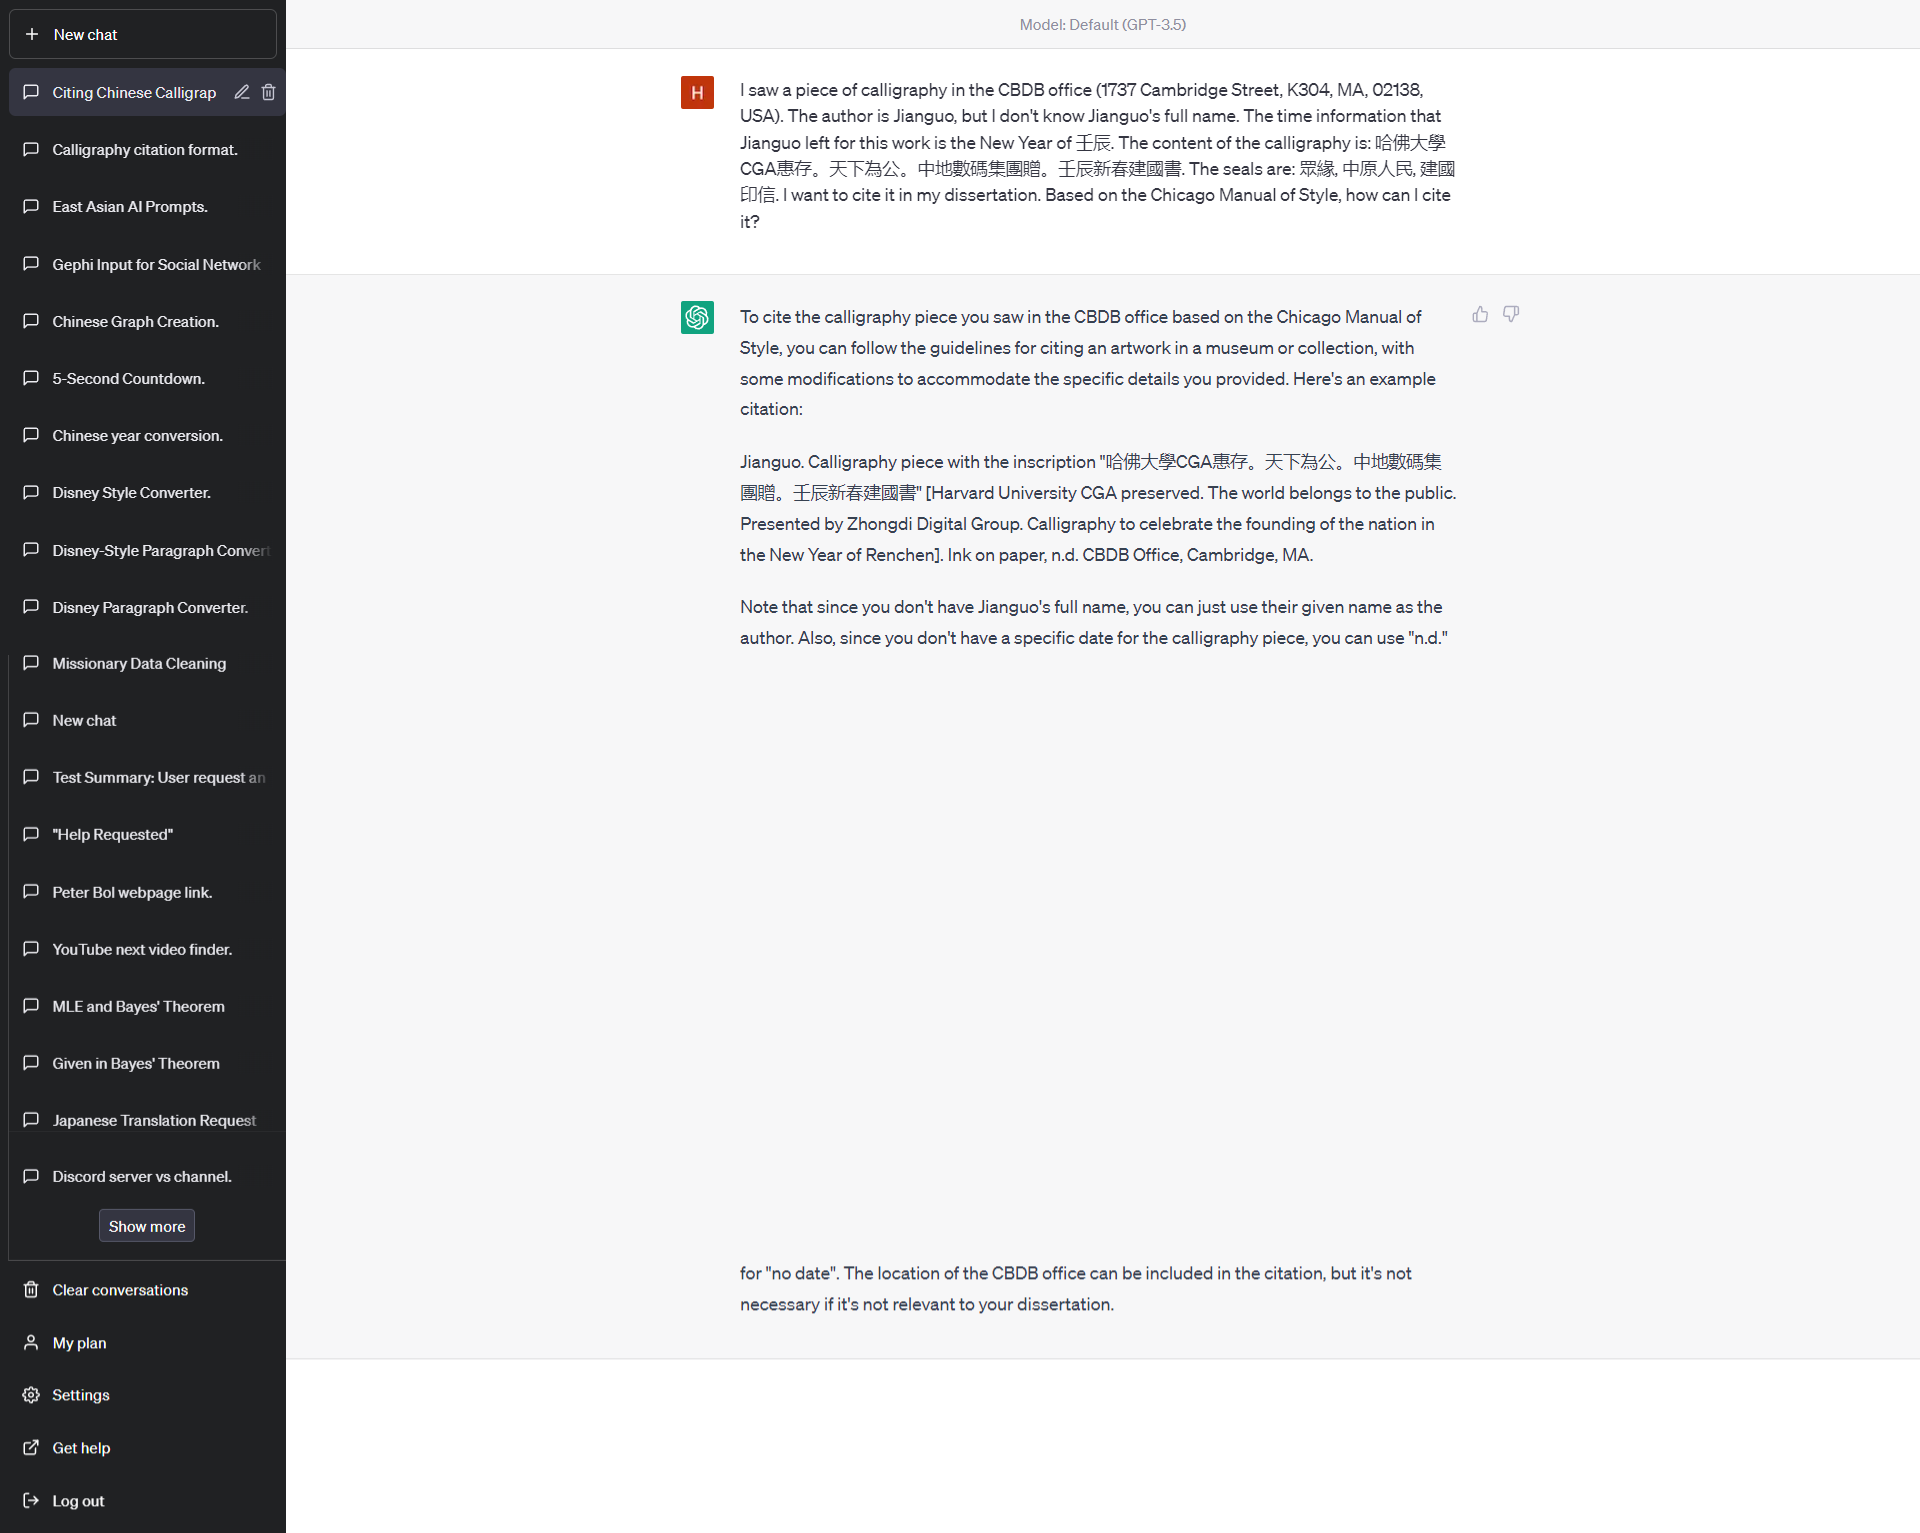 New chat
Citing Chinese Calligrap
Calligraphy citation format.
East Asian AI Prompts.
Gephi Input for Social Network
Chinese Graph Creation.
5-Second Countdown.
Chinese year conversion.
Disney Style Converter.
Disney-Style Paragraph Convert
Disney Paragraph Converter.
Missionary Data Cleaning
New chat
Test Summary: User request an
"Help Requested"
Peter Bol webpage link.
YouTube next video finder.
MLE and Bayes' Theorem
Given in Bayes' Theorem
Japanese Translation Request
Discord server vs channel.
Show more
Clear conversations
My plan
Settings
Get help
Log out
Model: Default (GPT-3.5)
H
I saw a piece of calligraphy in the CBDB office (1737 Cambridge Street, K304, MA, 02138,
USA). The author is Jianguo, but I don't know Jianguo's full name. The time information that
Jianguo left for this work is the New Year of 壬辰. The content of the calligraphy is: 哈佛大學
CGA惠存。天下為公。中地數碼集團贈。壬辰新春建國書. The seals are: 眾緣, 中原人民, 建國
印信. I want to cite it in my dissertation. Based on the Chicago Manual of Style, how can I cite
it?
To cite the calligraphy piece you saw in the CBDB office based on the Chicago Manual of
Style, you can follow the guidelines for citing an artwork in a museum or collection, with
some modifications to accommodate the specific details you provided. Here's an example
citation:
Jianguo. Calligraphy piece with the inscription "哈佛大學CGA惠存。天下為公。中地數碼集
團贈。壬辰新春建國書" [Harvard University CGA preserved. The world belongs to the public.
Presented by Zhongdi Digital Group. Calligraphy to celebrate the founding of the nation in
the New Year of Renchen]. Ink on paper, n.d. CBDB Office, Cambridge, MA.
Note that since you don't have Jianguo's full name, you can just use their given name as the
author. Also, since you don't have a specific date for the calligraphy piece, you can use "n.d."
for "no date". The location of the CBDB office can be included in the citation, but it's not
necessary if it's not relevant to your dissertation.